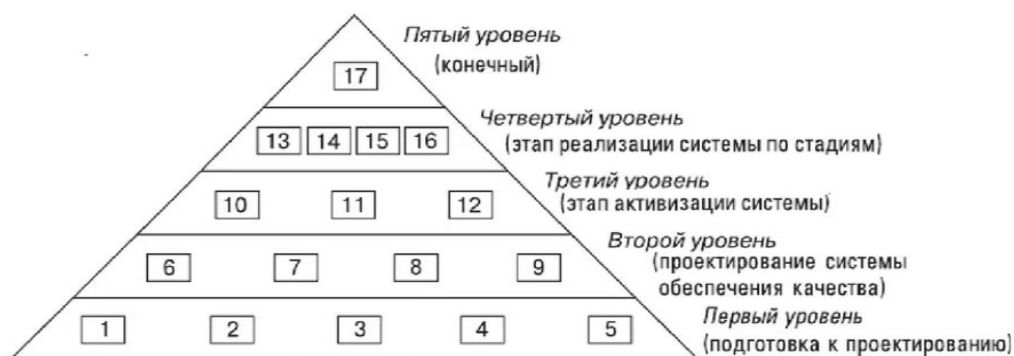 Пятый уровень
(конечный)
17
Четвертый уровень
13 14 15 16
(этап реализации системы по стадиям)
Третий уровень
10 11 12
(этап активизации системы)
Второй уровень
6 7 8 9
(проектирование системы
обеспечения качества)
Первый уровень
1 2 3 4 5
(подготовка к проектированию)